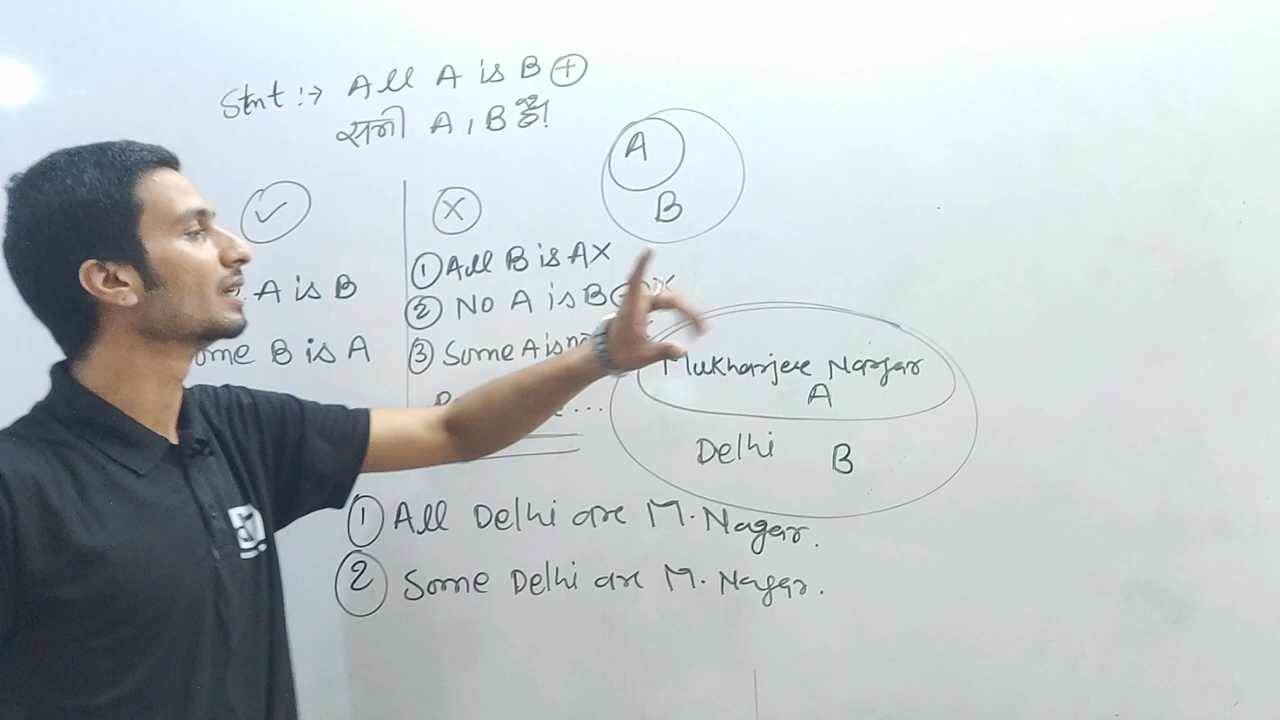 Stmt :→ All A is B +
सभी A, B है।
A
B
✓
X
A is B
ome B is A
① All B is A X
② No A is B
③ Some A is
...
Mukharjee Nagar
A
Delhi B
① All Delhi are M. Nagar.
② Some Delhi are M. Nagar.